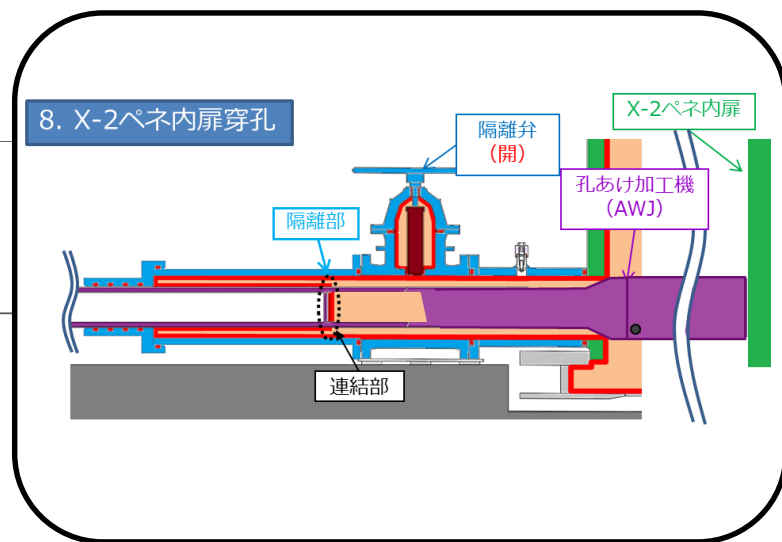 8. X-2ペネ内扉穿孔
隔離弁
(開)
X-2ペネ内扉
孔あけ加工機
(AWJ)
隔離部
連結部